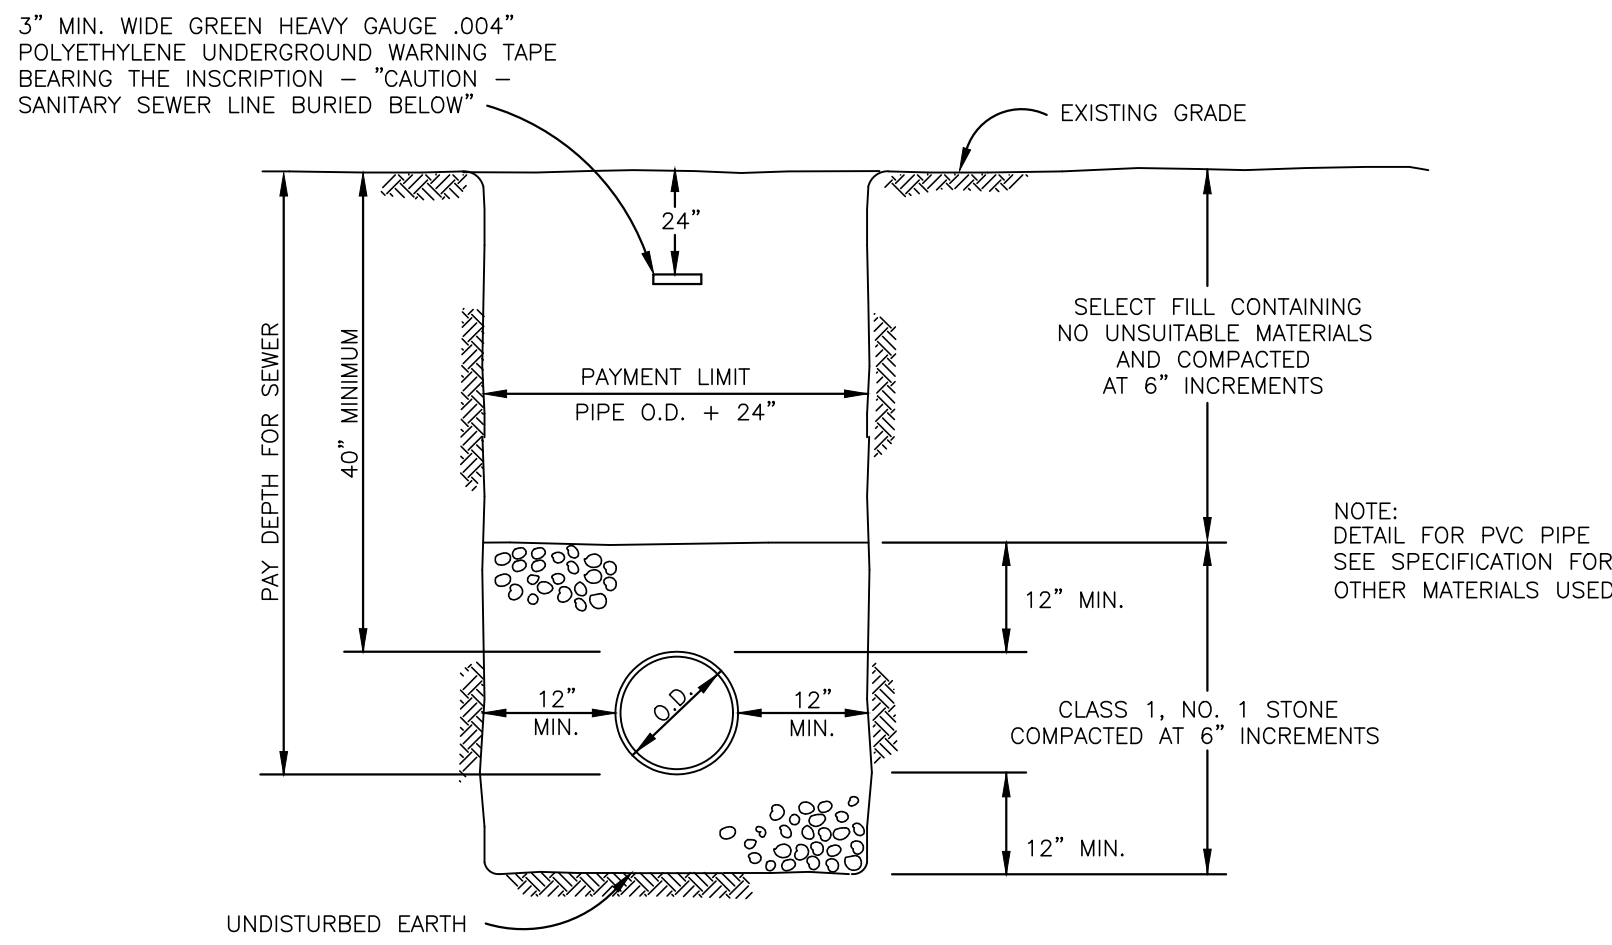 3” MIN. WIDE GREEN HEAVY GAUGE .004”
POLYETHYLENE UNDERGROUND WARNING TAPE
BEARING THE INSCRIPTION – ”CAUTION –
SANITARY SEWER LINE BURIED BELOW”
EXISTING GRADE
24”
SELECT FILL CONTAINING
NO UNSUITABLE MATERIALS
AND COMPACTED
AT 6” INCREMENTS
PAY DEPTH FOR SEWER
40” MINIMUM
PAYMENT LIMIT
PIPE O.D. + 24”
NOTE:
DETAIL FOR PVC PIPE
SEE SPECIFICATION FOR
OTHER MATERIALS USED
12” MIN.
12”
MIN.
O.D.
12”
MIN.
CLASS 1, NO. 1 STONE
COMPACTED AT 6” INCREMENTS
12” MIN.
UNDISTURBED EARTH